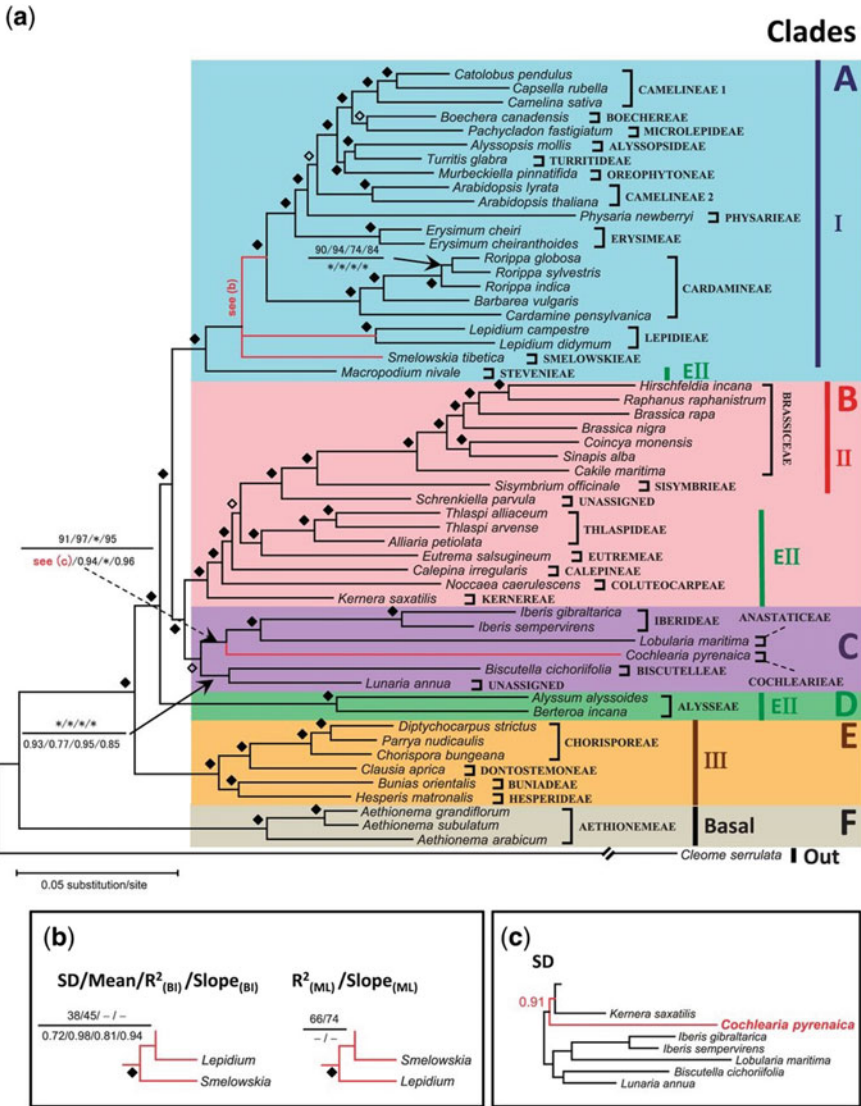 (a)
Clades
A
Catolobus pendulus
Capsella rubella
Camelina sativa
CAMELINEAE 1
Boechera canadensis
BOECHEREAE
Pachycladon fastigiatum
MICROLEPIDEAE
Alyssopsis mollis
ALYSSOPSIDEAE
Turritis glabra
TURRITIDEAE
Murbeckiella pinnatifida
OREOPHYTONEAE
Arabidopsis lyrata
Arabidopsis thaliana
CAMELINEAE 2
Physaria newberryi
PHYSARIEAE
I
Erysimum cheiri
Erysimum cheiranthoides
ERYSIMEAE
90/94/74/84
*/*/*/*
Rorippa globosa
Rorippa sylvestris
Rorippa indica
Barbarea vulgaris
Cardamine pensylvanica
CARDAMINEAE
see (b)
Lepidium campestre
Lepidium didymum
LEPIDIEAE
Smelowskia tibetica
SMELOWSKIEAE
Macropodium nivale
STEVENIEAE
EII
B
Hirschfeldia incana
Raphanus raphanistrum
Brassica rapa
Brassica nigra
Coincya monensis
Sinapis alba
Cakile maritima
BRASSICEAE
II
Sisymbrium officinale
SISYMBRIEAE
Schrenkiella parvula
UNASSIGNED
Thlaspi alliaceum
Thlaspi arvense
Alliaria petiolata
THLASPIDEAE
Eutrema salsugineum
EUTREMEAE
EII
Calepina irregularis
CALEPINEAE
Noccaea caerulescens
COLUTEOCARPEAE
Kernera saxatilis
KERNEREAE
91/97/*/95
see (c)/0.94/*/0.96
Iberis gibraltarica
Iberis sempervirens
IBERIDEAE
ANASTATICEAE
Lobularia maritima
C
Cochlearia pyrenaica
Biscutella cichoriifolia
BISCUTELLEAE
Lunaria annua
UNASSIGNED
COCHLEARIEAE
*/*/*/*
0.93/0.77/0.95/0.85
Alyssum alyssoides
Berteroa incana
ALYSSEAE
EII
D
Diptychocarpus strictus
Parrya nudicaulis
Chorispora bungeana
CHORISPOREAE
E
Clausia aprica
DONTOSTEMONEAE
III
Bunias orientalis
BUNIADEAE
Hesperis matronalis
HESPERIDEAE
Aethionema grandiflorum
Aethionema subulatum
Aethionema arabicum
AETHIONEMEAE
Basal
F
Cleome serrulata
Out
0.05 substitution/site
(b)
SD/Mean/R²(BI)/Slope(BI)
R²(ML)/Slope(ML)
38/45/ – / –
0.72/0.98/0.81/0.94
Lepidium
Smelowskia
66/74
– / –
Smelowskia
Lepidium
(c)
SD
0.91
Kernera saxatilis
Cochlearia pyrenaica
Iberis gibraltarica
Iberis sempervirens
Lobularia maritima
Biscutella cichoriifolia
Lunaria annua